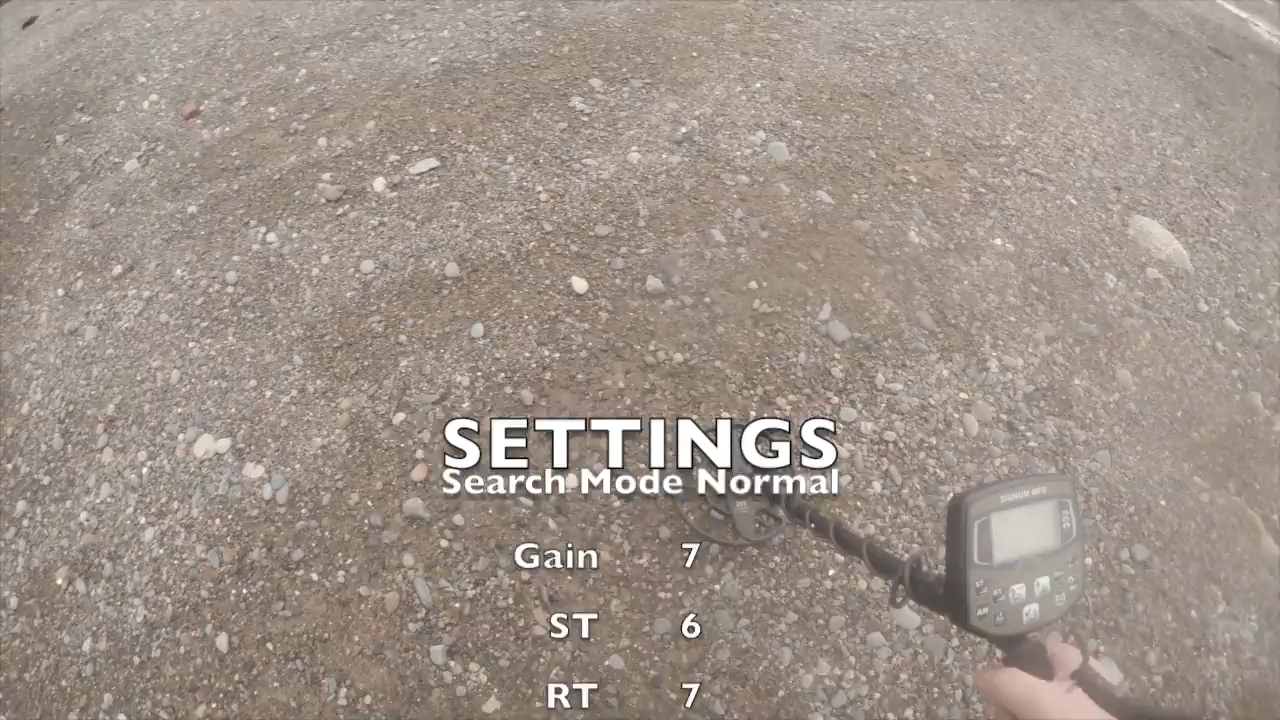 SETTINGS
Search Mode Normal
Gain 7
ST 6
RT 7
SIGNUM MFD